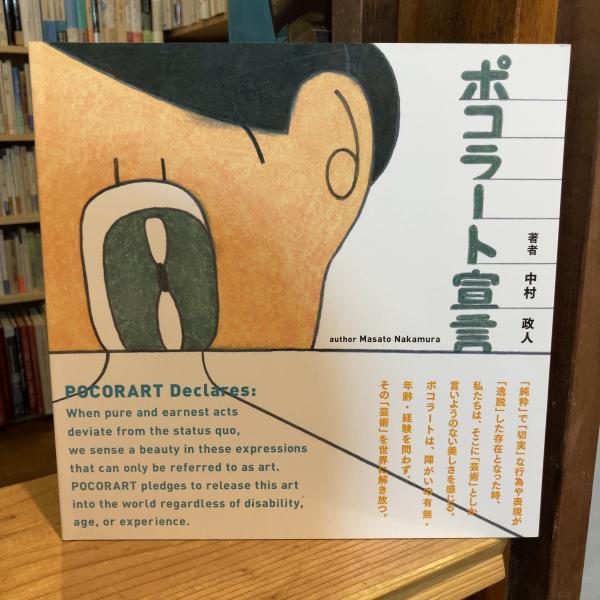 ポコラート宣言
著者 中村 政人
author Masato Nakamura
「純粋」で「切実」な行為や表現が
「逸脱」した存在となった時、
私たちは、そこに「芸術」としか
言いようのない美しさを感じる。
ポコラートは、障がいの有無・
年齢・経験を問わず、
その「芸術」を世界に解き放つ。
POCORART Declares:
When pure and earnest acts
deviate from the status quo,
we sense a beauty in these expressions
that can only be referred to as art.
POCORART pledges to release this art
into the world regardless of disability,
age, or experience.